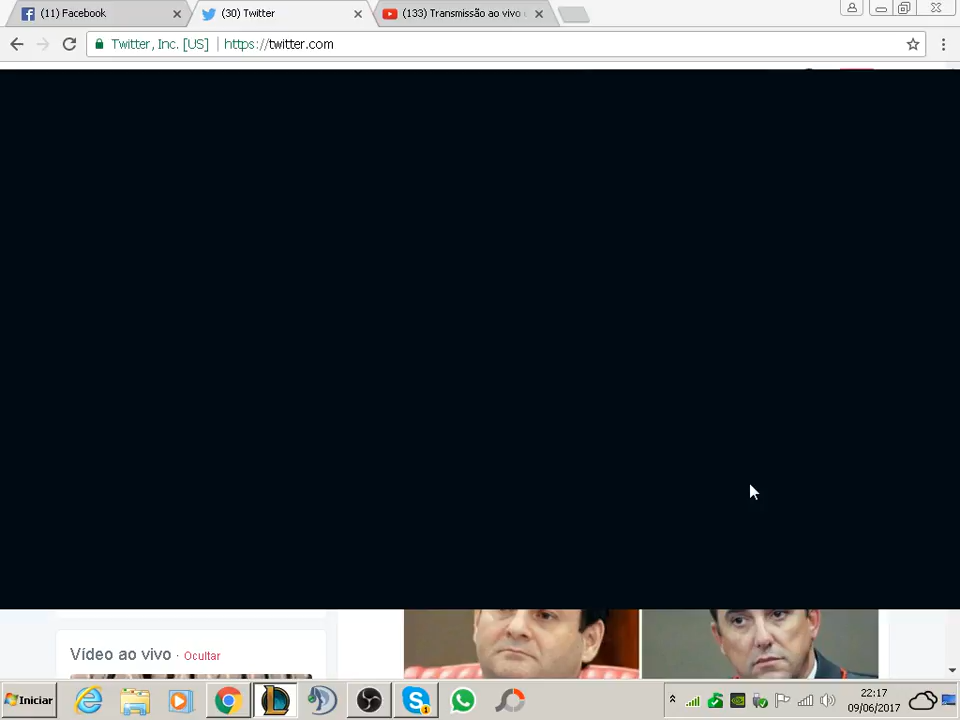 (11) Facebook
(30) Twitter
(133) Transmissão ao vivo
Twitter, Inc. [US]
https://twitter.com
Vídeo ao vivo · Ocultar
Iniciar
1
22:17
09/06/2017